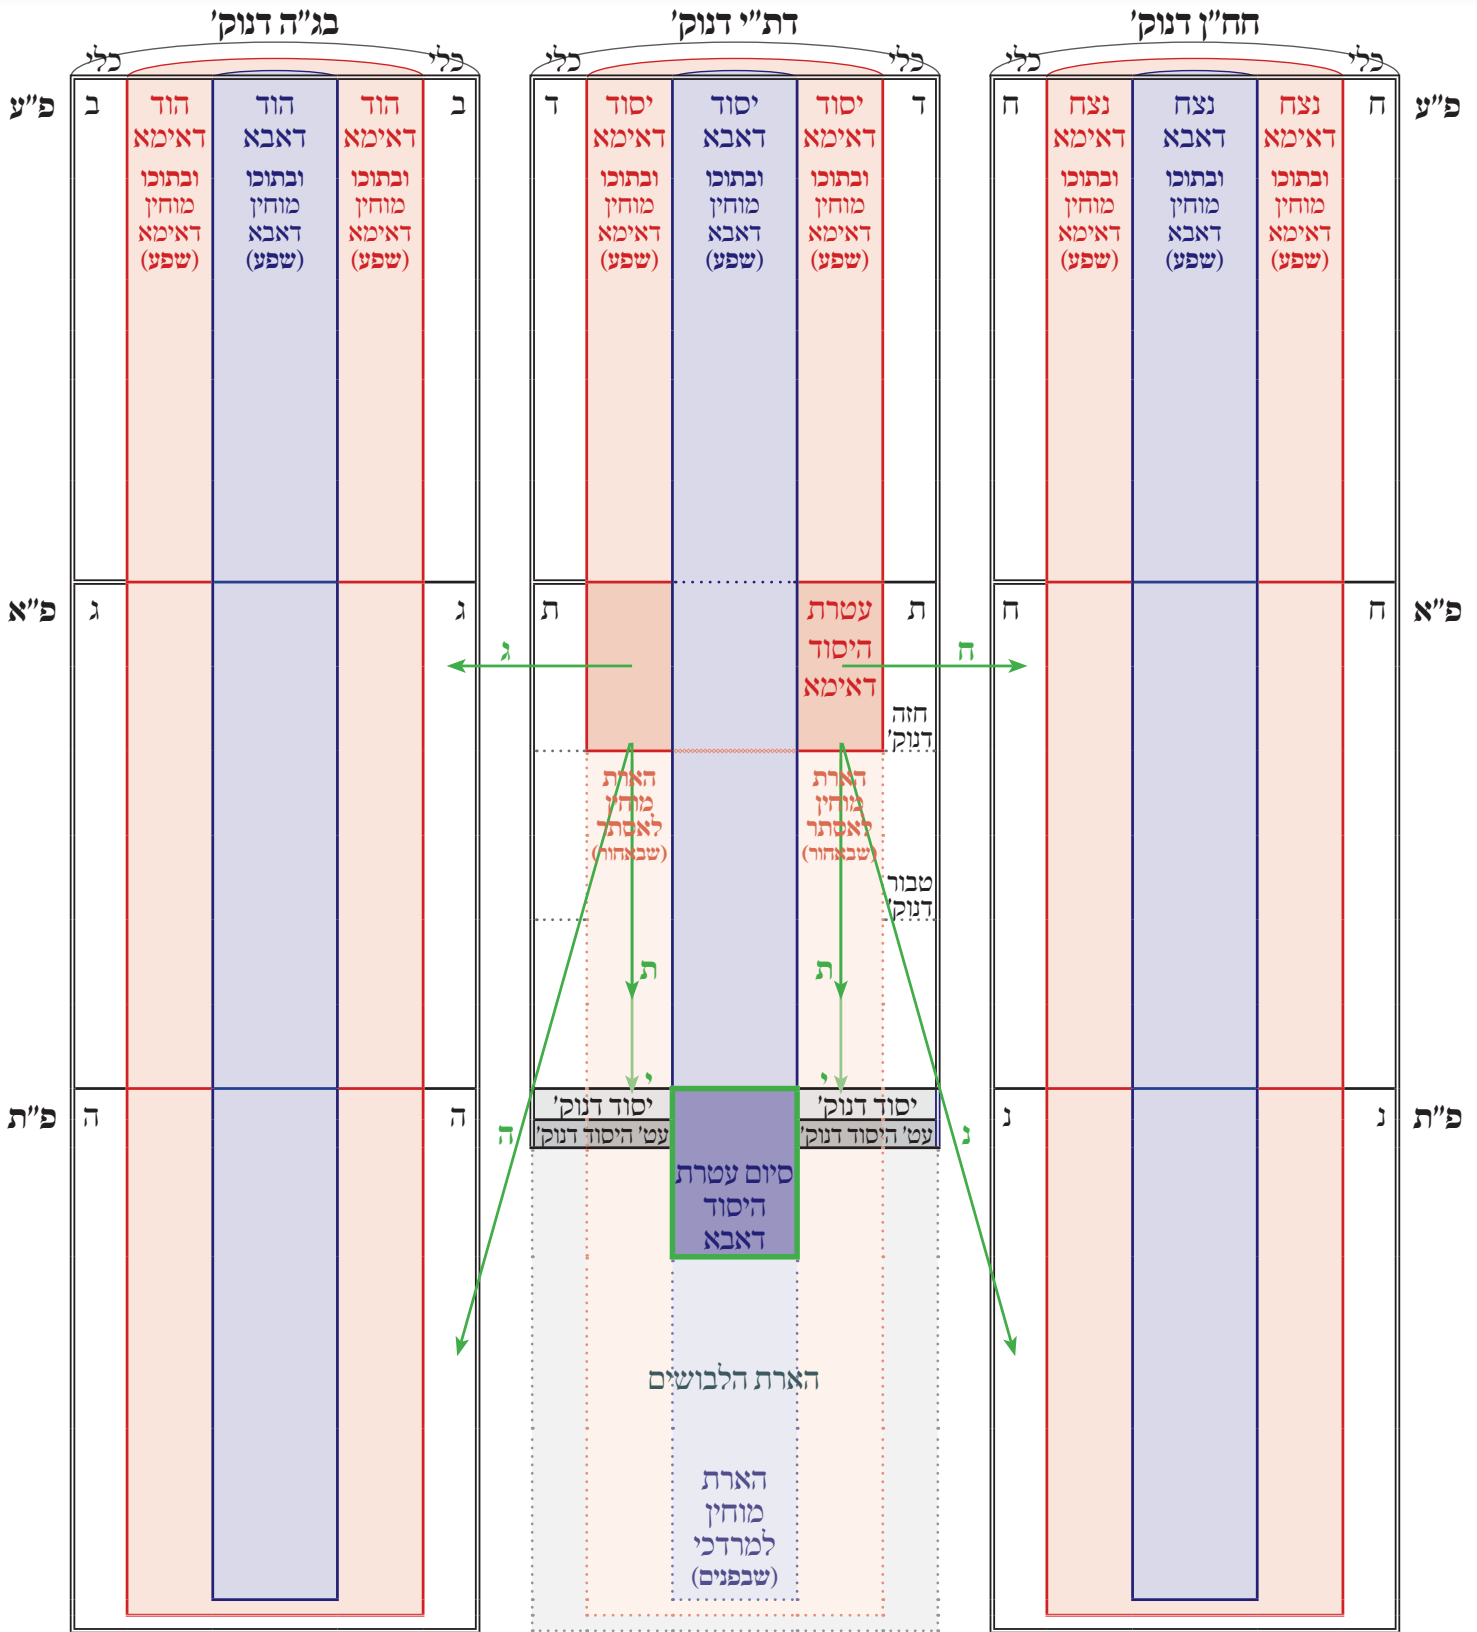 חח״ן דנוק׳
דת״י דנוק׳
בג״ה דנוק׳
כלי
כלי
כלי
כלי
כלי
כלי
פ״ע
ח
נצח
דאימא
ובתוכו
מוחין
דאימא
(שפע)
נצח
דאבא
ובתוכו
מוחין
דאבא
(שפע)
נצח
דאימא
ובתוכו
מוחין
דאימא
(שפע)
ח
ד
יסוד
דאימא
ובתוכו
מוחין
דאימא
(שפע)
יסוד
דאבא
ובתוכו
מוחין
דאבא
(שפע)
יסוד
דאימא
ובתוכו
מוחין
דאימא
(שפע)
ד
ב
הוד
דאימא
ובתוכו
מוחין
דאימא
(שפע)
הוד
דאבא
ובתוכו
מוחין
דאבא
(שפע)
הוד
דאימא
ובתוכו
מוחין
דאימא
(שפע)
ב
פ״ע
פ״א
ח
ח
ת
עטרת
היסוד
דאימא
ת
ג
ג
פ״א
ח
ג
חזה
דנוק׳
הארת
מוחין
לאסתר
(שבאחור)
הארת
מוחין
לאסתר
(שבאחור)
טבור
דנוק׳
ת
ת
י
י
פ״ת
נ
נ
נ
יסוד דנוק׳
עט׳ היסוד דנוק׳
יסוד דנוק׳
עט׳ היסוד דנוק׳
ה
ה
ה
פ״ת
סיום עטרת
היסוד
דאבא
הארת הלבושים
הארת
מוחין
למרדכי
(שבפנים)